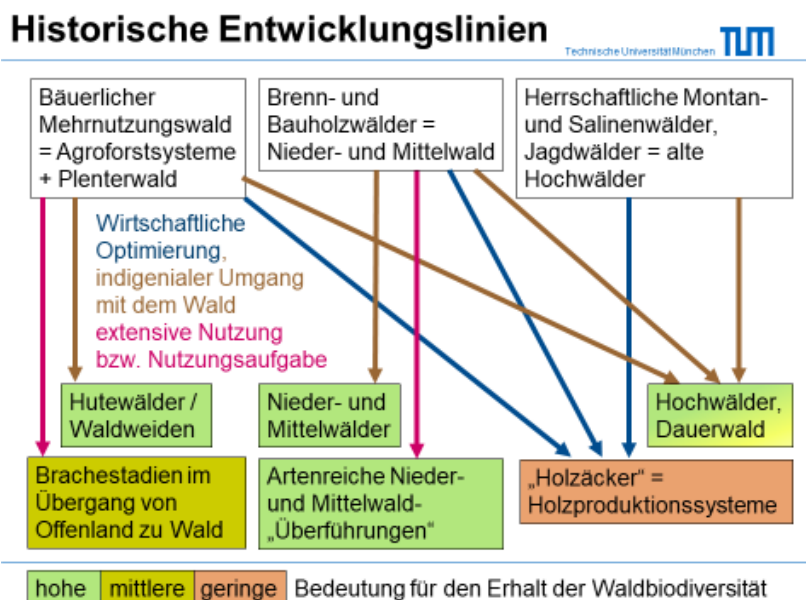 Historische Entwicklungslinien
Technische Universität München TUM
Bäuerlicher
Mehrnutzungswald
= Agroforstsysteme
+ Plenterwald
Brenn- und
Bauholzwälder =
Nieder- und Mittelwald
Herrschaftliche Montan-
und Salinenwälder,
Jagdwälder = alte
Hochwälder
Wirtschaftliche
Optimierung,
indigenialer Umgang
mit dem Wald
extensive Nutzung
bzw. Nutzungsaufgabe
Hutewälder /
Waldweiden
Nieder- und
Mittelwälder
Hochwälder,
Dauerwald
Brachestadien im
Übergang von
Offenland zu Wald
Artenreiche Nieder-
und Mittelwald-
„Überführungen“
„Holzäcker“ =
Holzproduktionssysteme
hohe mittlere geringe Bedeutung für den Erhalt der Waldbiodiversität